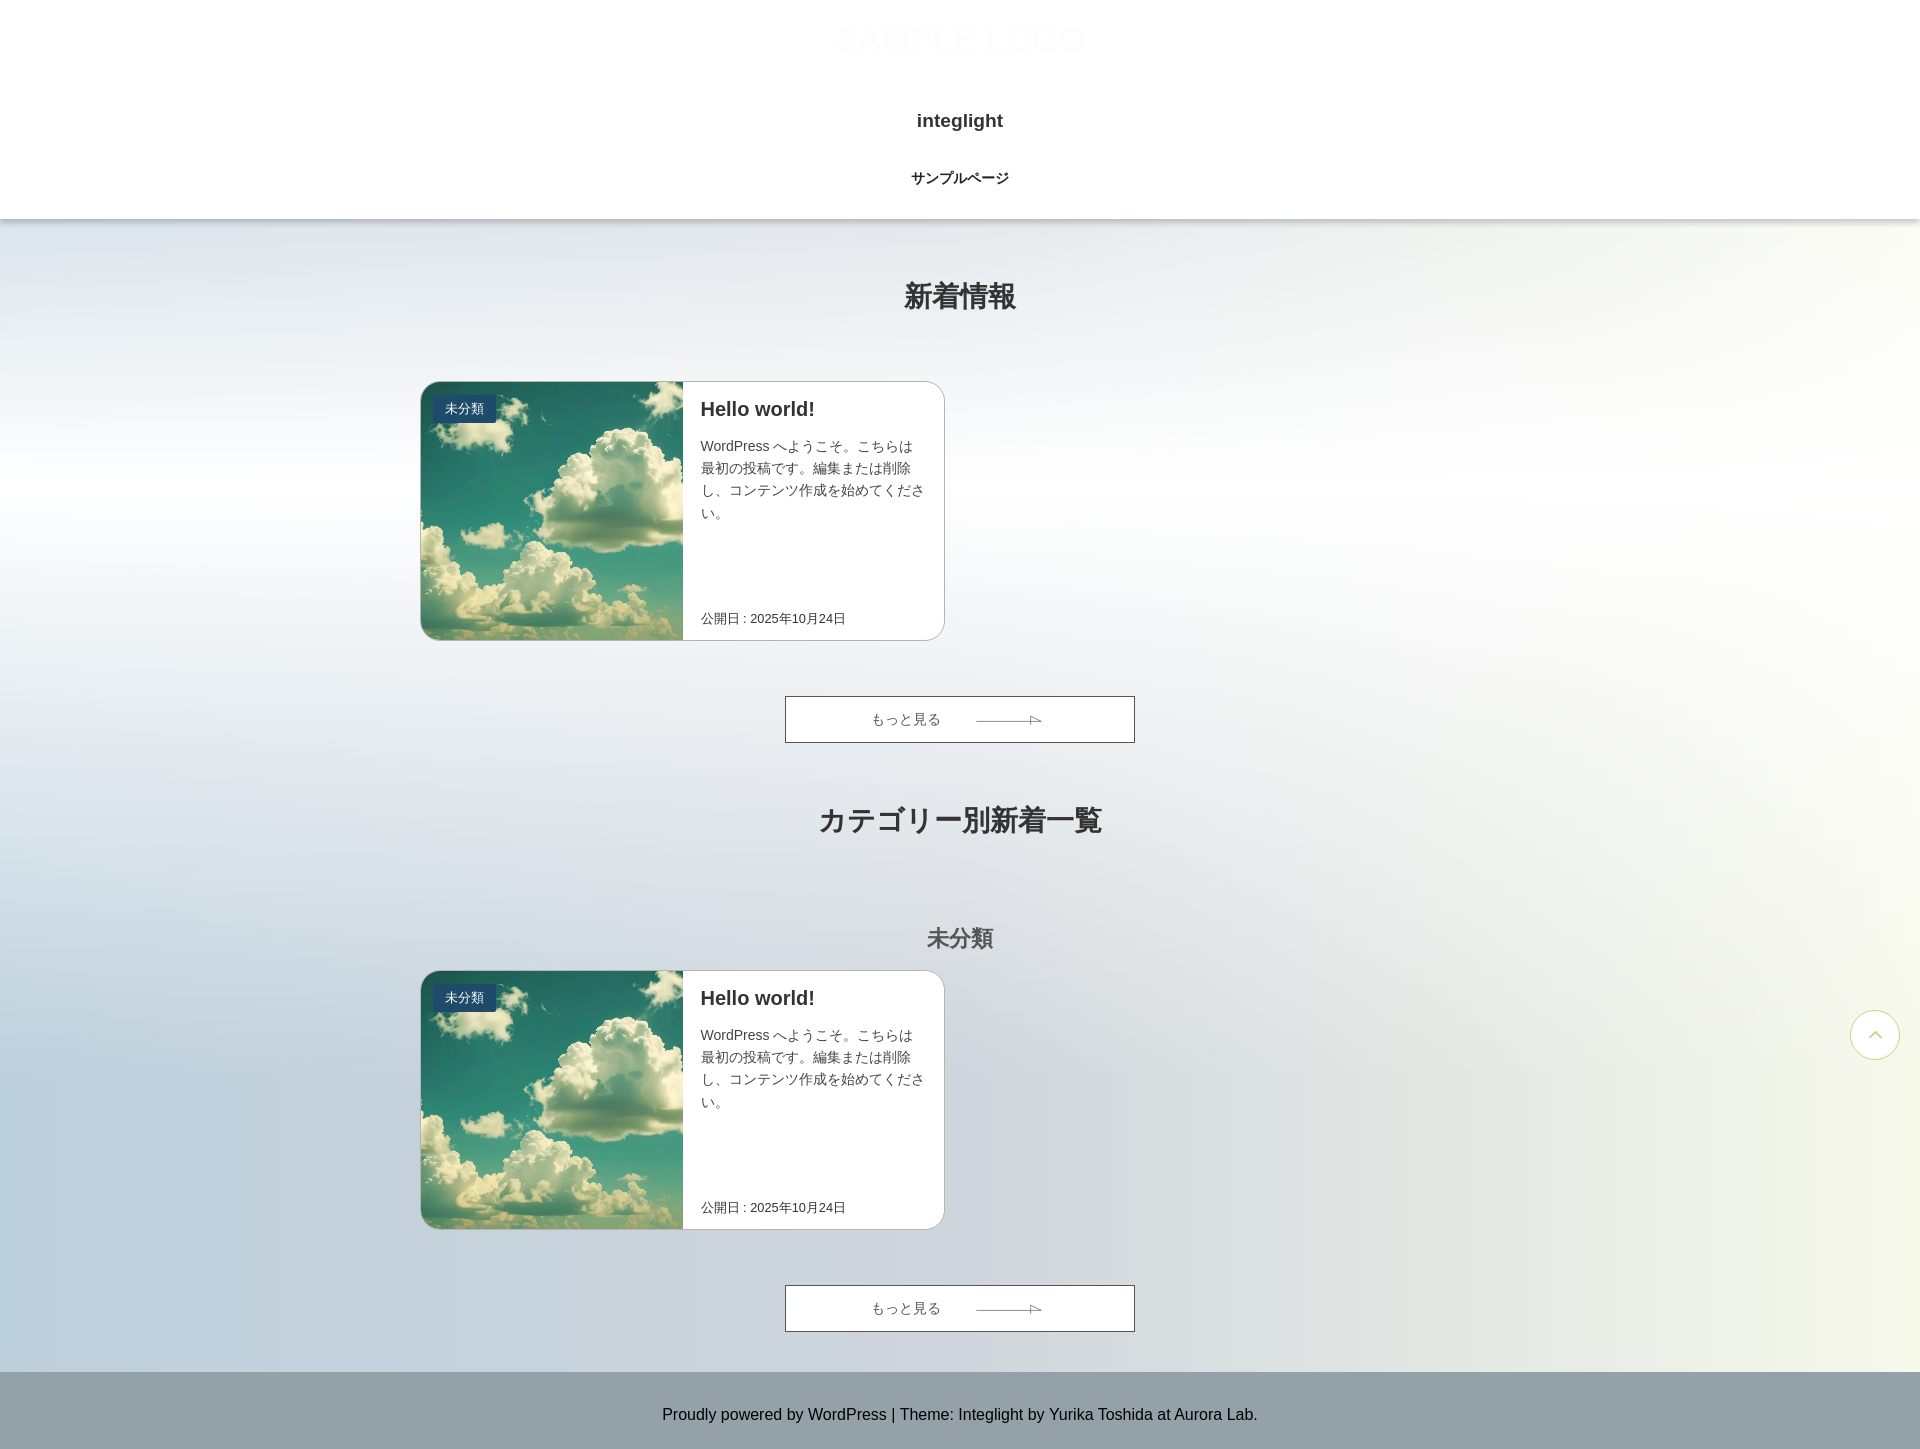 SAMPLE LOGO
integlight
サンプルページ
新着情報
未分類
Hello world!
WordPress へようこそ。こちらは
最初の投稿です。編集または削除
し、コンテンツ作成を始めてくださ
い。
公開日 : 2025年10月24日
もっと見る
カテゴリー別新着一覧
未分類
未分類
Hello world!
WordPress へようこそ。こちらは
最初の投稿です。編集または削除
し、コンテンツ作成を始めてくださ
い。
公開日 : 2025年10月24日
もっと見る
Proudly powered by WordPress | Theme: Integlight by Yurika Toshida at Aurora Lab.